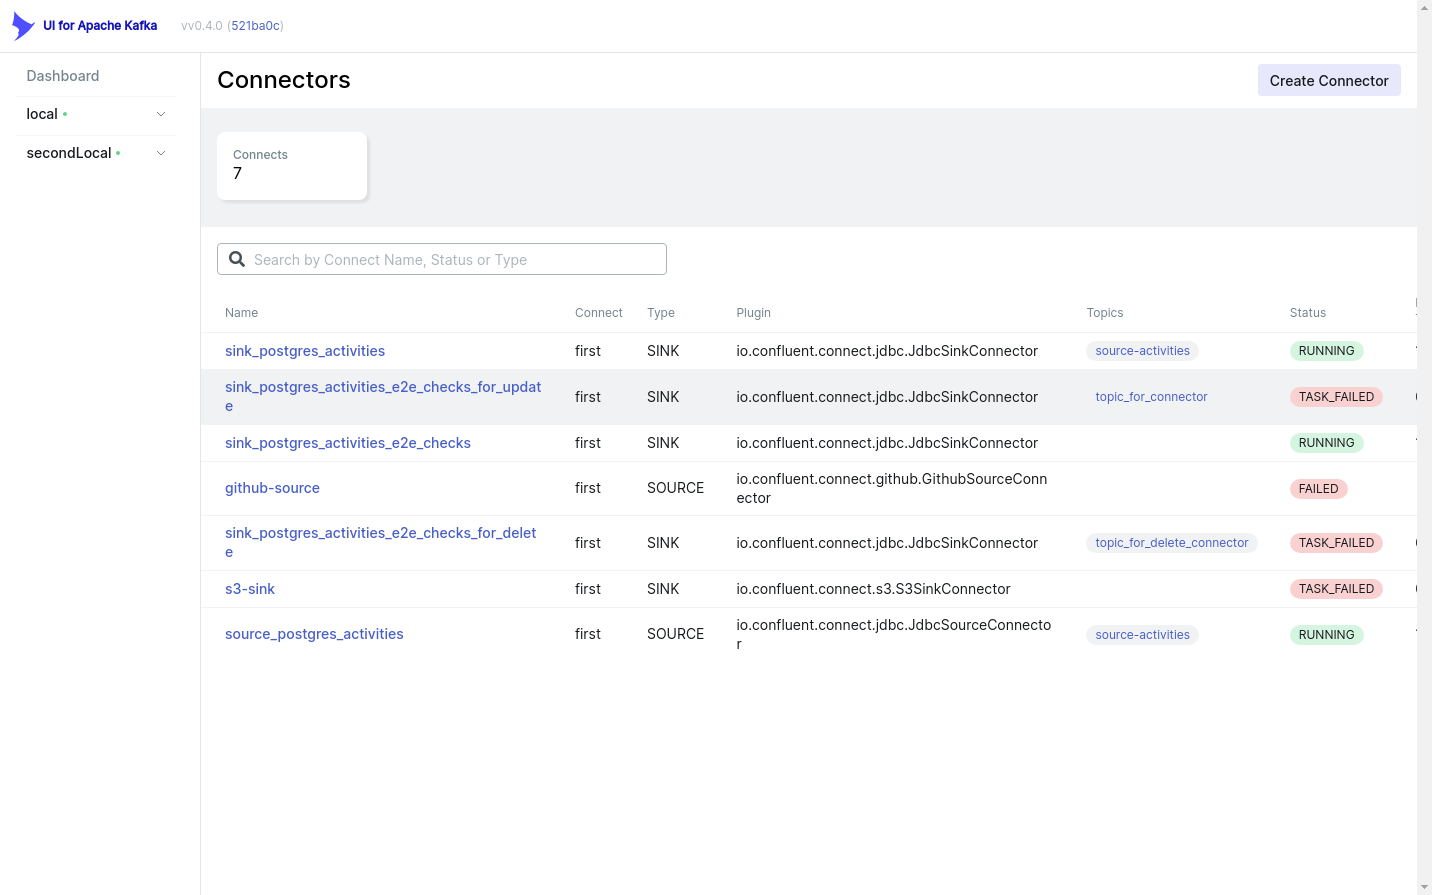 UI for Apache Kafka vv0.4.0 (521ba0c)
Dashboard
local
secondLocal
Connectors
Create Connector
Connects
7
Search by Connect Name, Status or Type
Name Connect Type Plugin Topics Status
sink_postgres_activities first SINK io.confluent.connect.jdbc.JdbcSinkConnector source-activities RUNNING
sink_postgres_activities_e2e_checks_for_updat
e
first SINK io.confluent.connect.jdbc.JdbcSinkConnector topic_for_connector TASK_FAILED
sink_postgres_activities_e2e_checks first SINK io.confluent.connect.jdbc.JdbcSinkConnector RUNNING
github-source first SOURCE io.confluent.connect.github.GithubSourceConn
ector
FAILED
sink_postgres_activities_e2e_checks_for_delet
e
first SINK io.confluent.connect.jdbc.JdbcSinkConnector topic_for_delete_connector TASK_FAILED
s3-sink first SINK io.confluent.connect.s3.S3SinkConnector TASK_FAILED
source_postgres_activities first SOURCE io.confluent.connect.jdbc.JdbcSourceConnecto
r
source-activities RUNNING